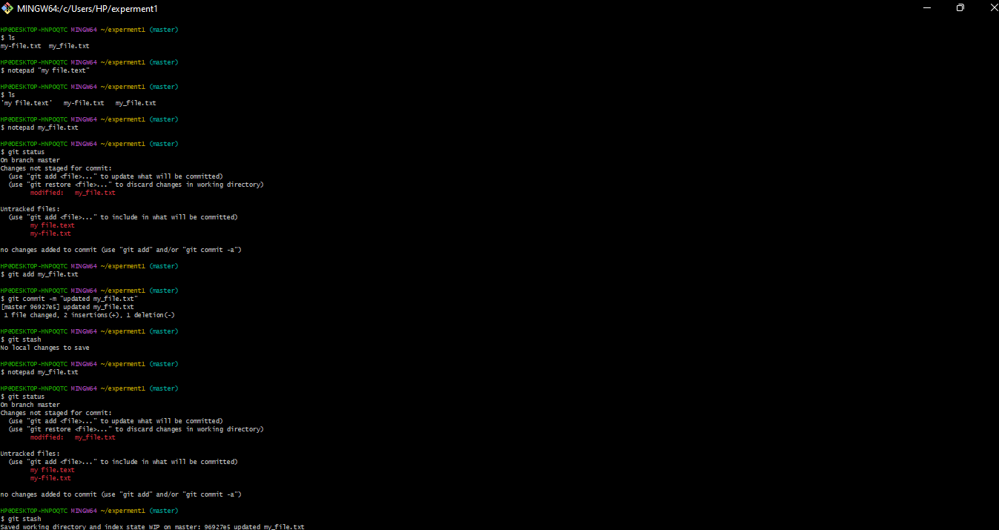 MINGW64:/c/Users/HP/experment1
HP@DESKTOP-HNPOQTC MINGW64 ~/experment1 (master)
$ ls
my-file.txt  my_file.txt
HP@DESKTOP-HNPOQTC MINGW64 ~/experment1 (master)
$ notepad "my file.text"
HP@DESKTOP-HNPOQTC MINGW64 ~/experment1 (master)
$ ls
'my file.text'   my-file.txt   my_file.txt
HP@DESKTOP-HNPOQTC MINGW64 ~/experment1 (master)
$ notepad my_file.txt
HP@DESKTOP-HNPOQTC MINGW64 ~/experment1 (master)
$ git status
On branch master
Changes not staged for commit:
  (use "git add <file>..." to update what will be committed)
  (use "git restore <file>..." to discard changes in working directory)
        modified:   my_file.txt
Untracked files:
  (use "git add <file>..." to include in what will be committed)
        my file.text
        my-file.txt
no changes added to commit (use "git add" and/or "git commit -a")
HP@DESKTOP-HNPOQTC MINGW64 ~/experment1 (master)
$ git add my_file.txt
HP@DESKTOP-HNPOQTC MINGW64 ~/experment1 (master)
$ git commit -m "updated my_file.txt"
[master 96927e5] updated my_file.txt
 1 file changed, 2 insertions(+), 1 deletion(-)
HP@DESKTOP-HNPOQTC MINGW64 ~/experment1 (master)
$ git stash
No local changes to save
HP@DESKTOP-HNPOQTC MINGW64 ~/experment1 (master)
$ notepad my_file.txt
HP@DESKTOP-HNPOQTC MINGW64 ~/experment1 (master)
$ git status
On branch master
Changes not staged for commit:
  (use "git add <file>..." to update what will be committed)
  (use "git restore <file>..." to discard changes in working directory)
        modified:   my_file.txt
Untracked files:
  (use "git add <file>..." to include in what will be committed)
        my file.text
        my-file.txt
no changes added to commit (use "git add" and/or "git commit -a")
HP@DESKTOP-HNPOQTC MINGW64 ~/experment1 (master)
$ git stash
Saved working directory and index state WIP on master: 96927e5 updated my_file.txt